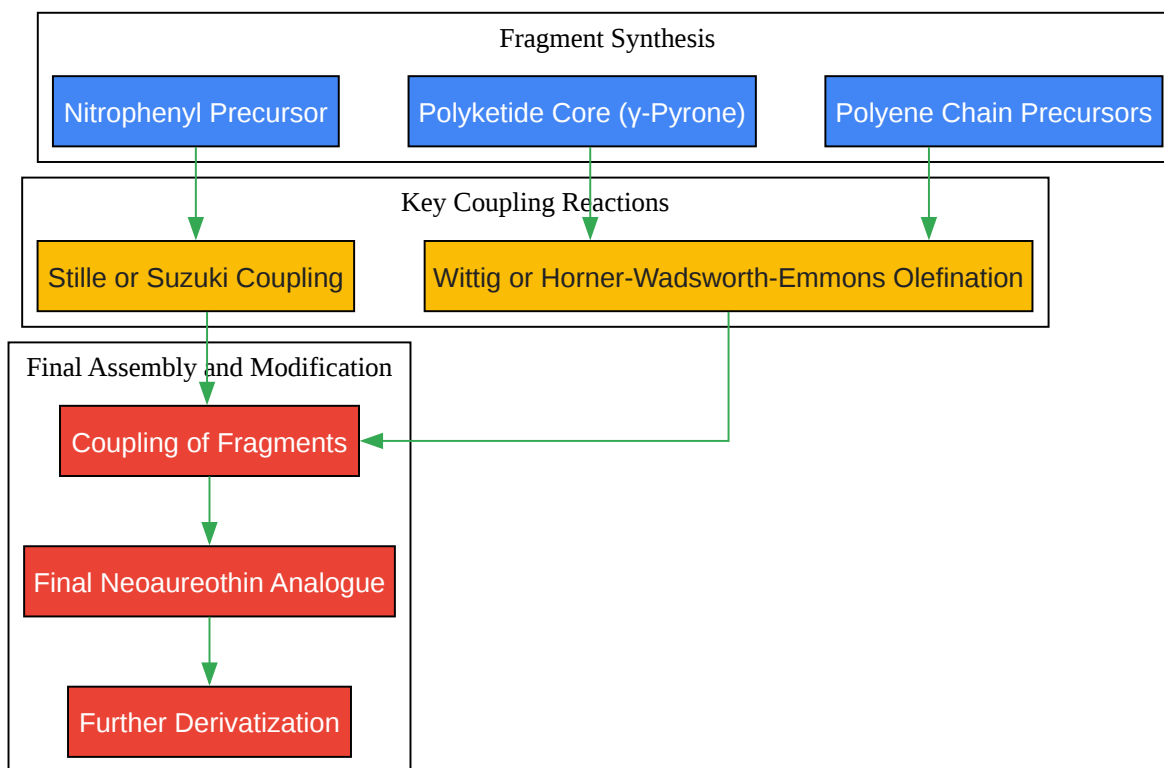 Fragment Synthesis
Nitrophenyl Precursor
Polyketide Core (γ-Pyrone)
Polyene Chain Precursors
Key Coupling Reactions
Stille or Suzuki Coupling
Wittig or Horner-Wadsworth-Emmons Olefination
Final Assembly and Modification
Coupling of Fragments
Final Neoaureothin Analogue
Further Derivatization